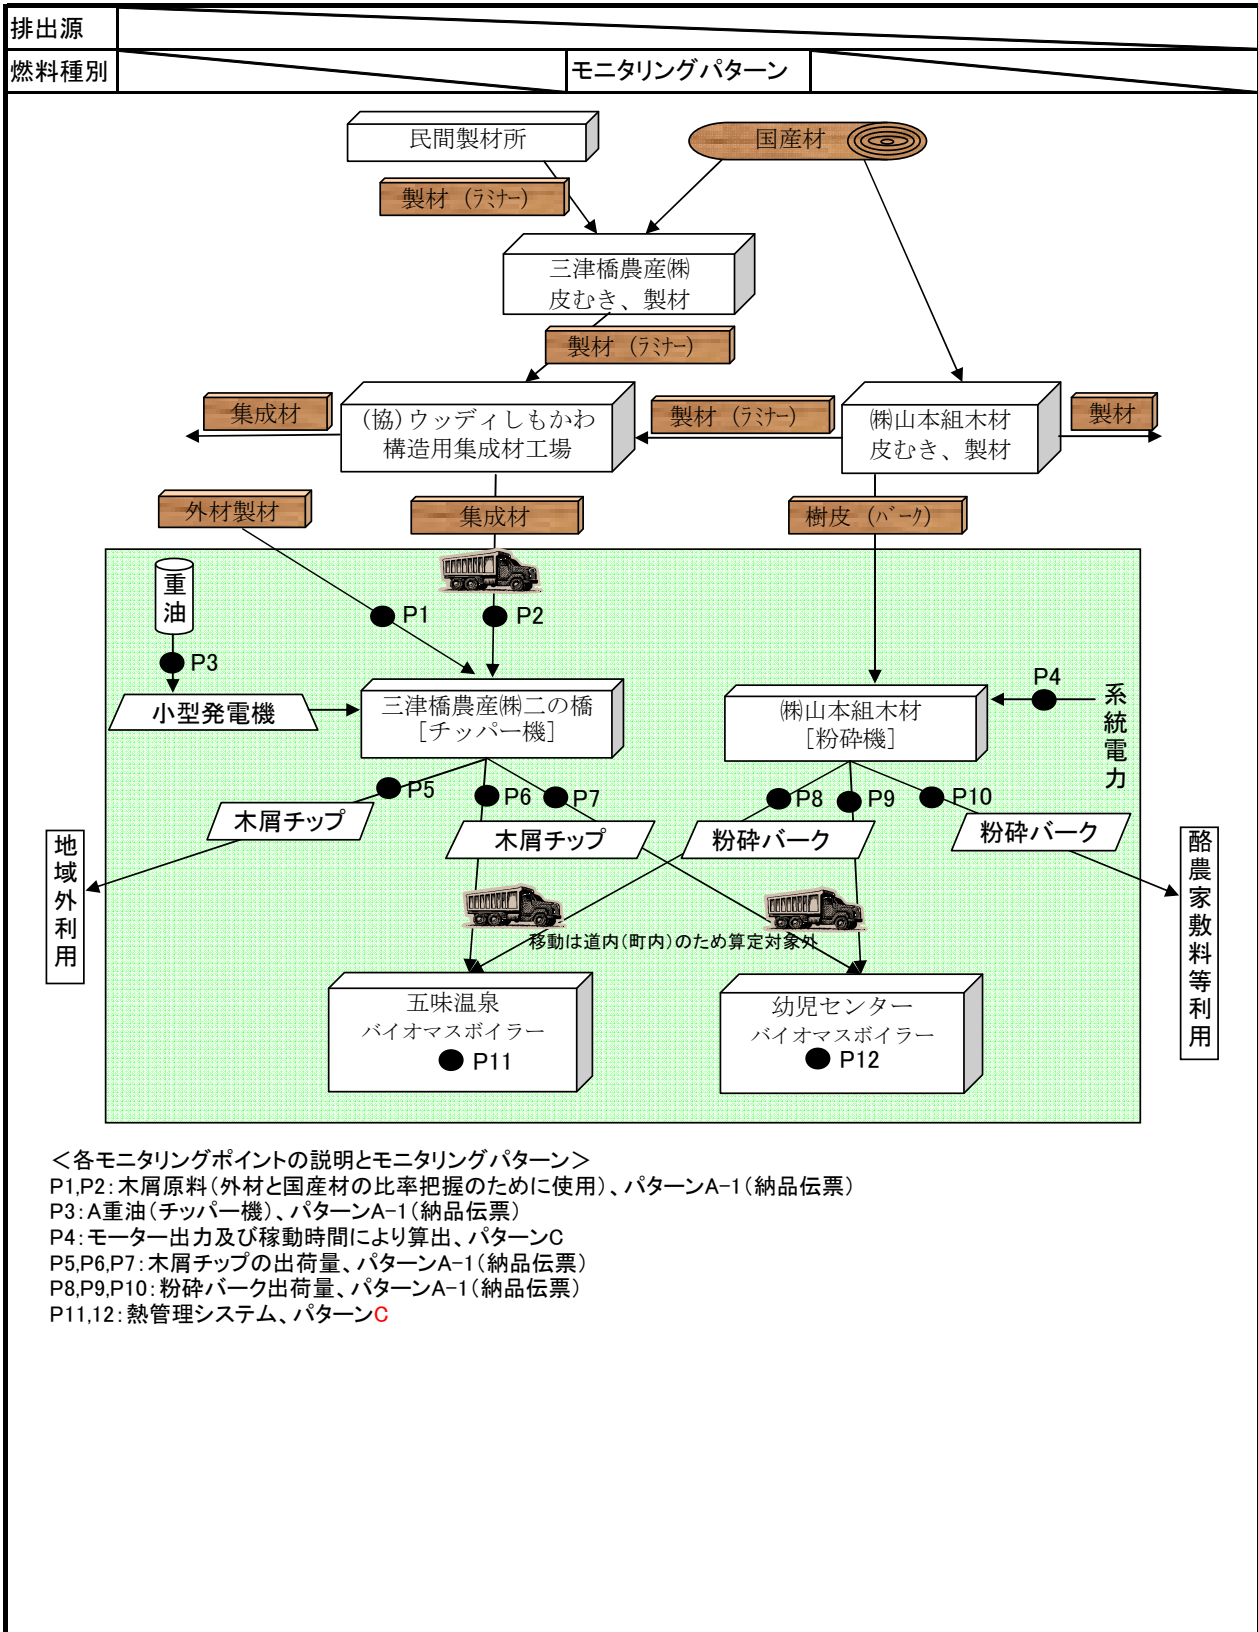 排出源
燃料種別
モニタリングパターン
民間製材所
国産材
製材（ﾗﾐﾅｰ）
三津橋農産㈱
皮むき、製材
製材（ﾗﾐﾅｰ）
集成材
(協)ウッディしもかわ
構造用集成材工場
製材（ﾗﾐﾅｰ）
㈱山本組木材
皮むき、製材
製材
外材製材
集成材
樹皮（ﾊﾞｰｸ）
重油
P1
P2
P3
P4
小型発電機
三津橋農産㈱二の橋
［チッパー機］
㈱山本組木材
［粉砕機］
系統電力
P5
P6
P7
P8
P9
P10
木屑チップ
木屑チップ
粉砕バーク
粉砕バーク
地域外利用
酪農家敷料等利用
移動は道内（町内）のため算定対象外
五味温泉
バイオマスボイラー
P11
幼児センター
バイオマスボイラー
P12
＜各モニタリングポイントの説明とモニタリングパターン＞
P1,P2：木屑原料（外材と国産材の比率把握のために使用）、パターンA-1（納品伝票）
P3：A重油（チッパー機）、パターンA-1（納品伝票）
P4：モーター出力及び稼動時間により算出、パターンC
P5,P6,P7：木屑チップの出荷量、パターンA-1（納品伝票）
P8,P9,P10：粉砕バーク出荷量、パターンA-1（納品伝票）
P11,12：熱管理システム、パターンC